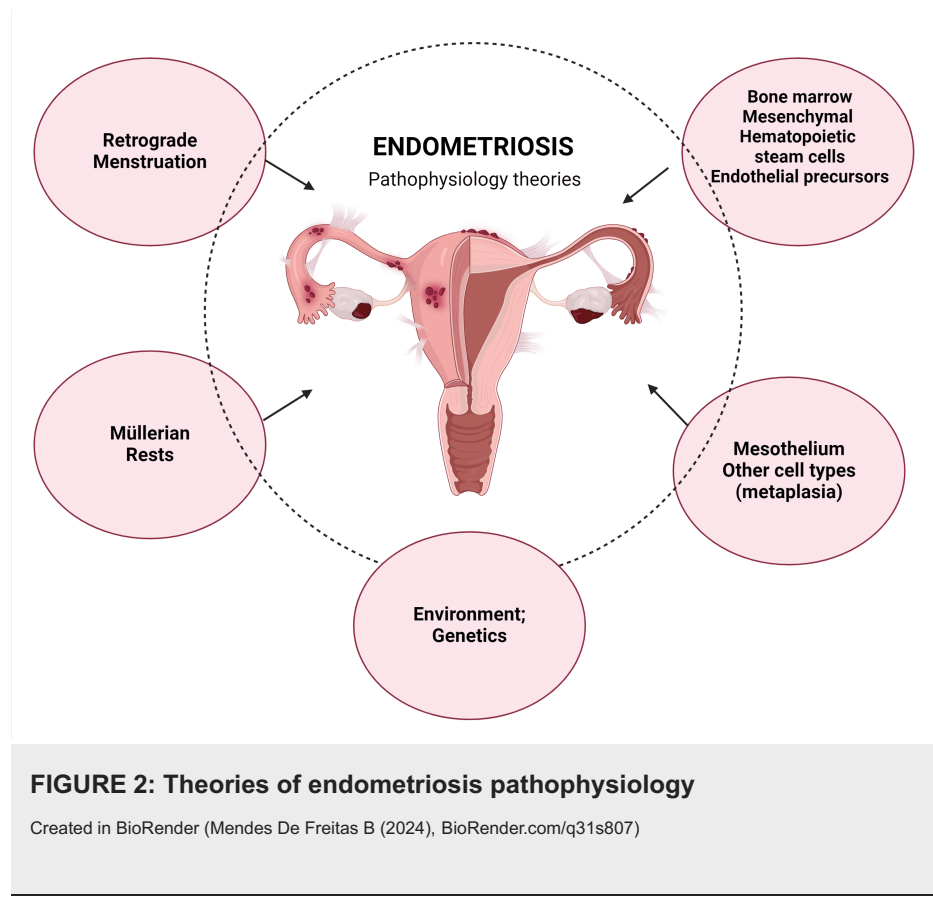 ENDOMETRIOSIS
Pathophysiology theories
Retrograde
Menstruation
Bone marrow
Mesenchymal
Hematopoietic
steam cells
Endothelial precursors
Müllerian
Rests
Mesothelium
Other cell types
(metaplasia)
Environment;
Genetics
FIGURE 2: Theories of endometriosis pathophysiology
Created in BioRender (Mendes De Freitas B (2024), BioRender.com/q31s807)